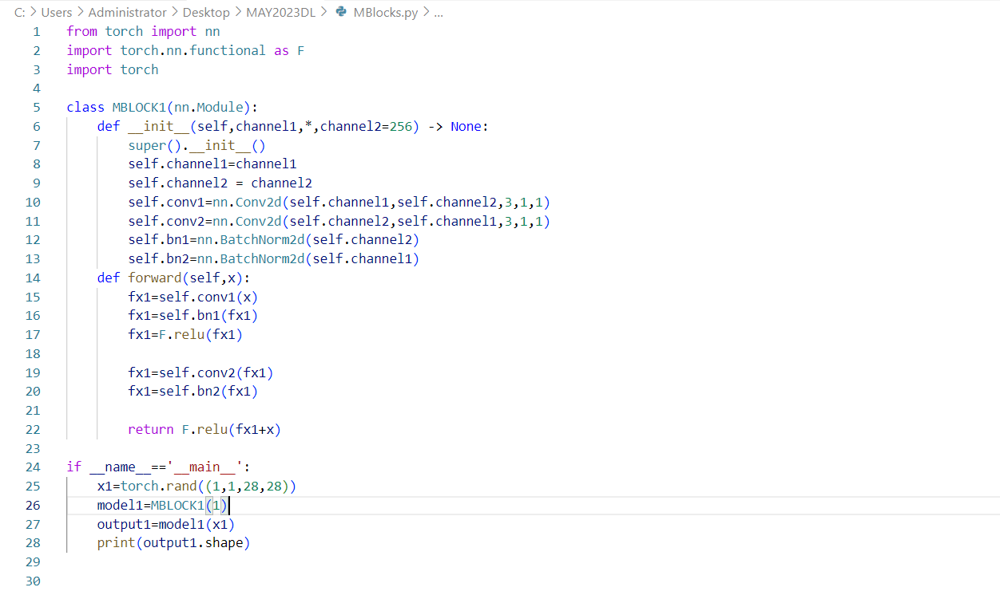 C: > Users > Administrator > Desktop > MAY2023DL > MBlocks.py > ...
1 from torch import nn
2 import torch.nn.functional as F
3 import torch
4
5 class MBLOCK1(nn.Module):
6     def __init__(self,channel1,*,channel2=256) -> None:
7         super().__init__()
8         self.channel1=channel1
9         self.channel2 = channel2
10         self.conv1=nn.Conv2d(self.channel1,self.channel2,3,1,1)
11         self.conv2=nn.Conv2d(self.channel2,self.channel1,3,1,1)
12         self.bn1=nn.BatchNorm2d(self.channel2)
13         self.bn2=nn.BatchNorm2d(self.channel1)
14     def forward(self,x):
15         fx1=self.conv1(x)
16         fx1=self.bn1(fx1)
17         fx1=F.relu(fx1)
18
19         fx1=self.conv2(fx1)
20         fx1=self.bn2(fx1)
21
22         return F.relu(fx1+x)
23
24 if __name__=='__main__':
25     x1=torch.rand((1,1,28,28))
26     model1=MBLOCK1(1)
27     output1=model1(x1)
28     print(output1.shape)
29
30